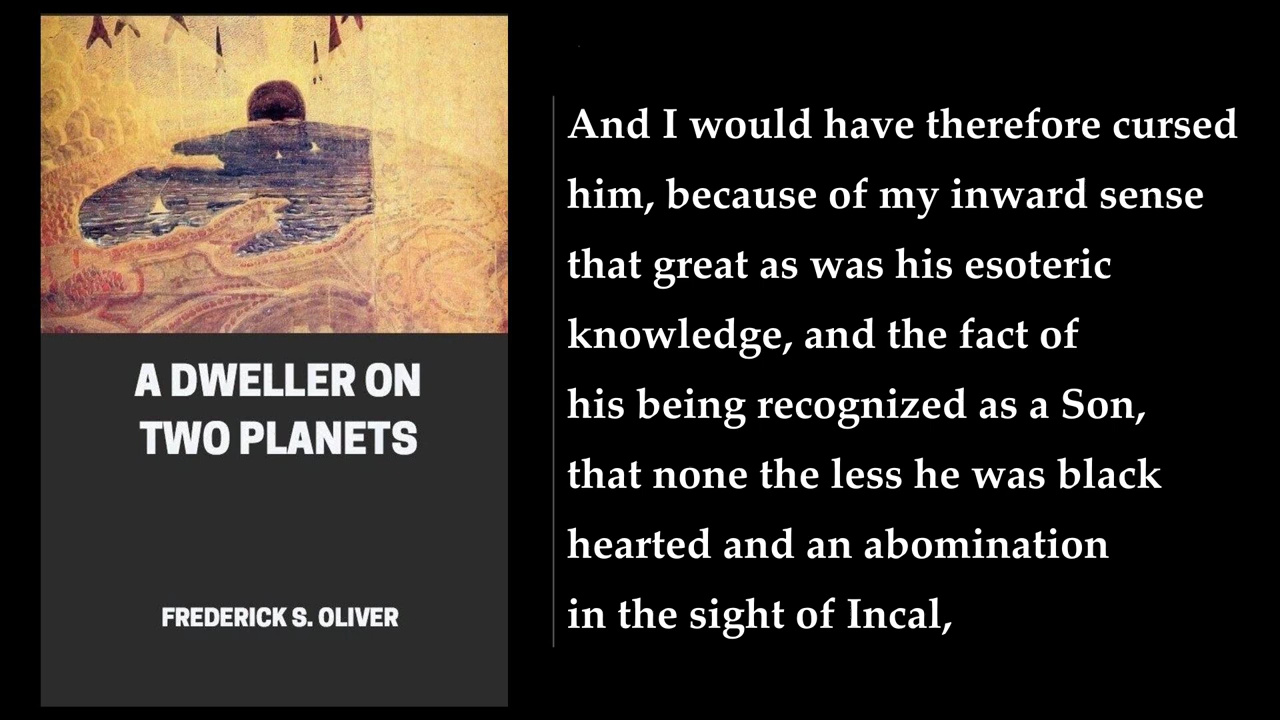 A DWELLER ON
TWO PLANETS
FREDERICK S. OLIVER
And I would have therefore cursed
him, because of my inward sense
that great as was his esoteric
knowledge, and the fact of
his being recognized as a Son,
that none the less he was black
hearted and an abomination
in the sight of Incal,